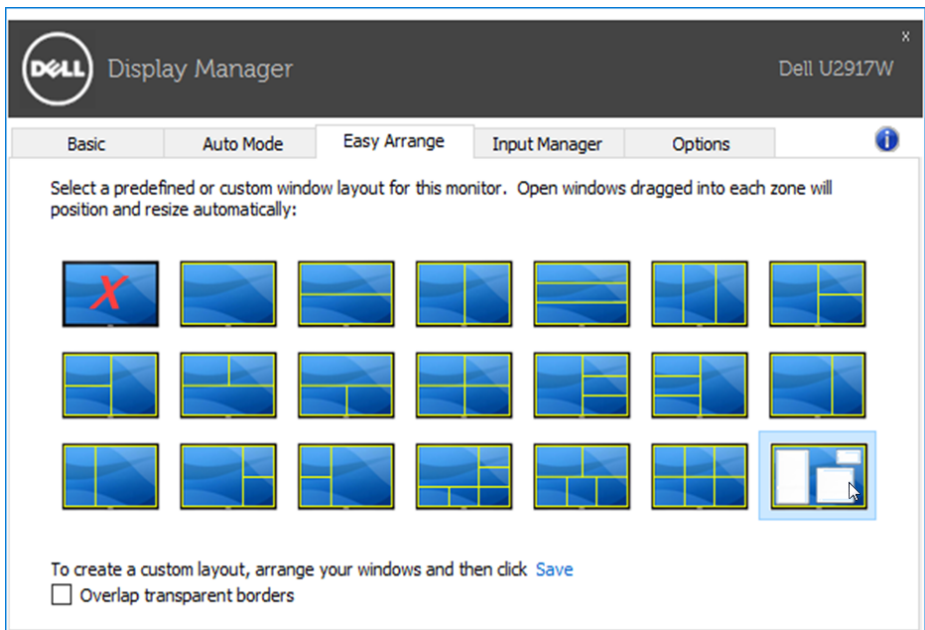 x
DELL
Display Manager
Dell U2917W
Basic
Auto Mode
Easy Arrange
Input Manager
Options
i
Select a predefined or custom window layout for this monitor. Open windows dragged into each zone will
position and resize automatically:
X
To create a custom layout, arrange your windows and then click Save
Overlap transparent borders